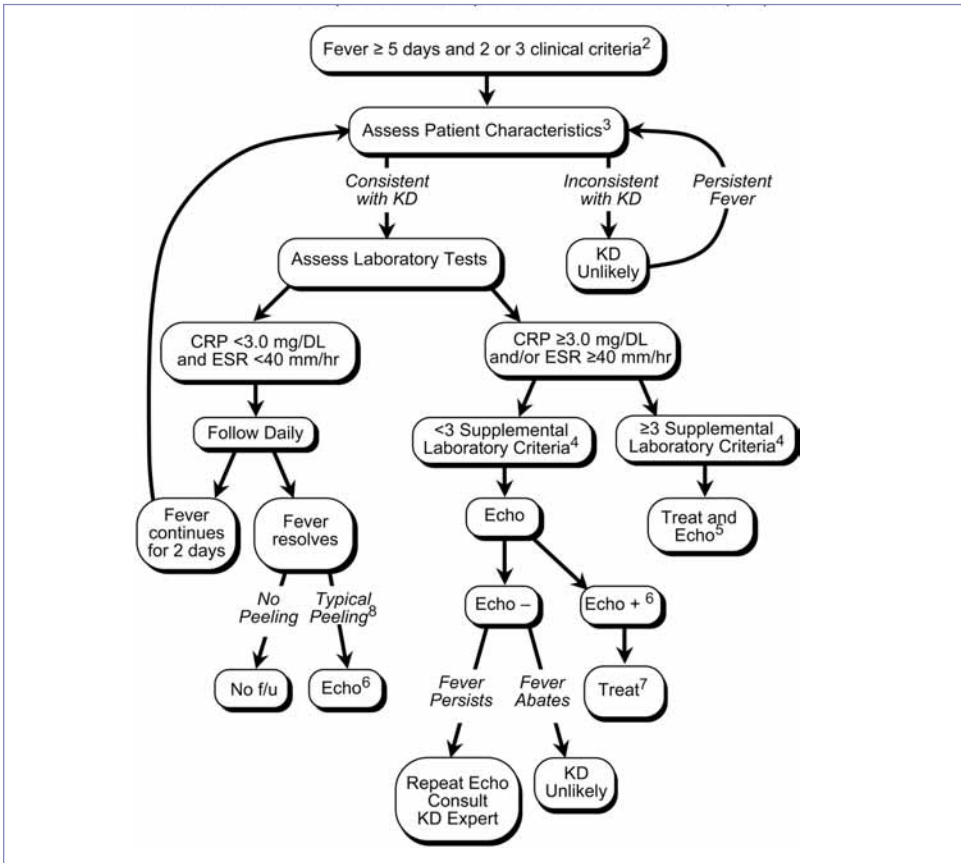 Fever ≥ 5 days and 2 or 3 clinical criteria2
Assess Patient Characteristics3
Consistent
with KD
Inconsistent
with KD
Persistent
Fever
Assess Laboratory Tests
KD
Unlikely
CRP <3.0 mg/DL
and ESR <40 mm/hr
CRP ≥3.0 mg/DL
and/or ESR ≥40 mm/hr
Follow Daily
<3 Supplemental
Laboratory Criteria4
≥3 Supplemental
Laboratory Criteria4
Fever
continues
for 2 days
Fever
resolves
Echo
Treat and
Echo5
No
Peeling
Typical
Peeling8
Echo –
Echo + 6
No f/u
Echo6
Fever
Persists
Fever
Abates
Treat7
Repeat Echo
Consult
KD Expert
KD
Unlikely